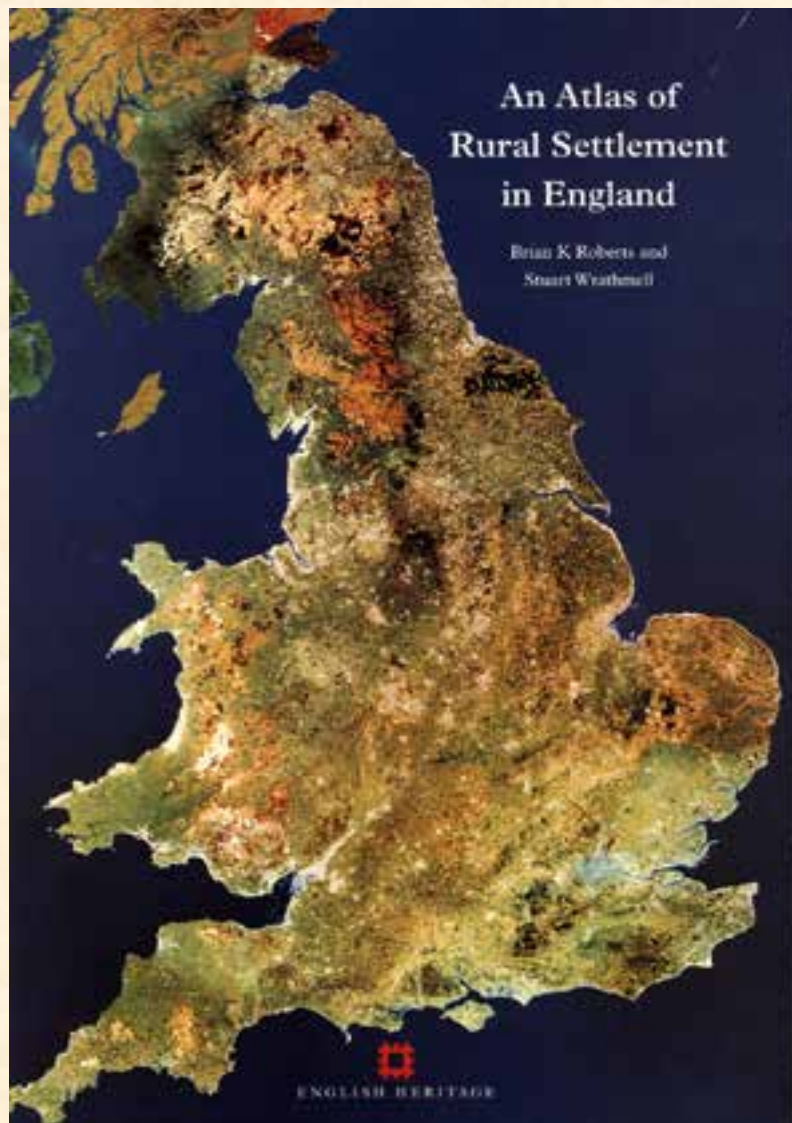 An Atlas of
Rural Settlement
in England
Brian K Roberts and
Stuart Wrathmell
ENGLISH HERITAGE